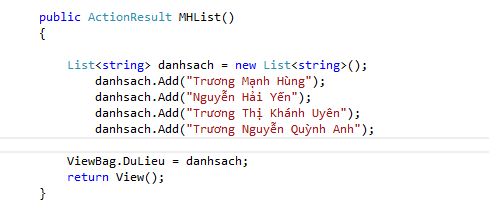 public ActionResult MHList()
{
List<string> danhsach = new List<string>();
danhsach.Add("Trương Mạnh Hùng");
danhsach.Add("Nguyễn Hải Yến");
danhsach.Add("Trương Thị Khánh Uyên");
danhsach.Add("Trương Nguyễn Quỳnh Anh");
ViewBag.DuLieu = danhsach;
return View();
}